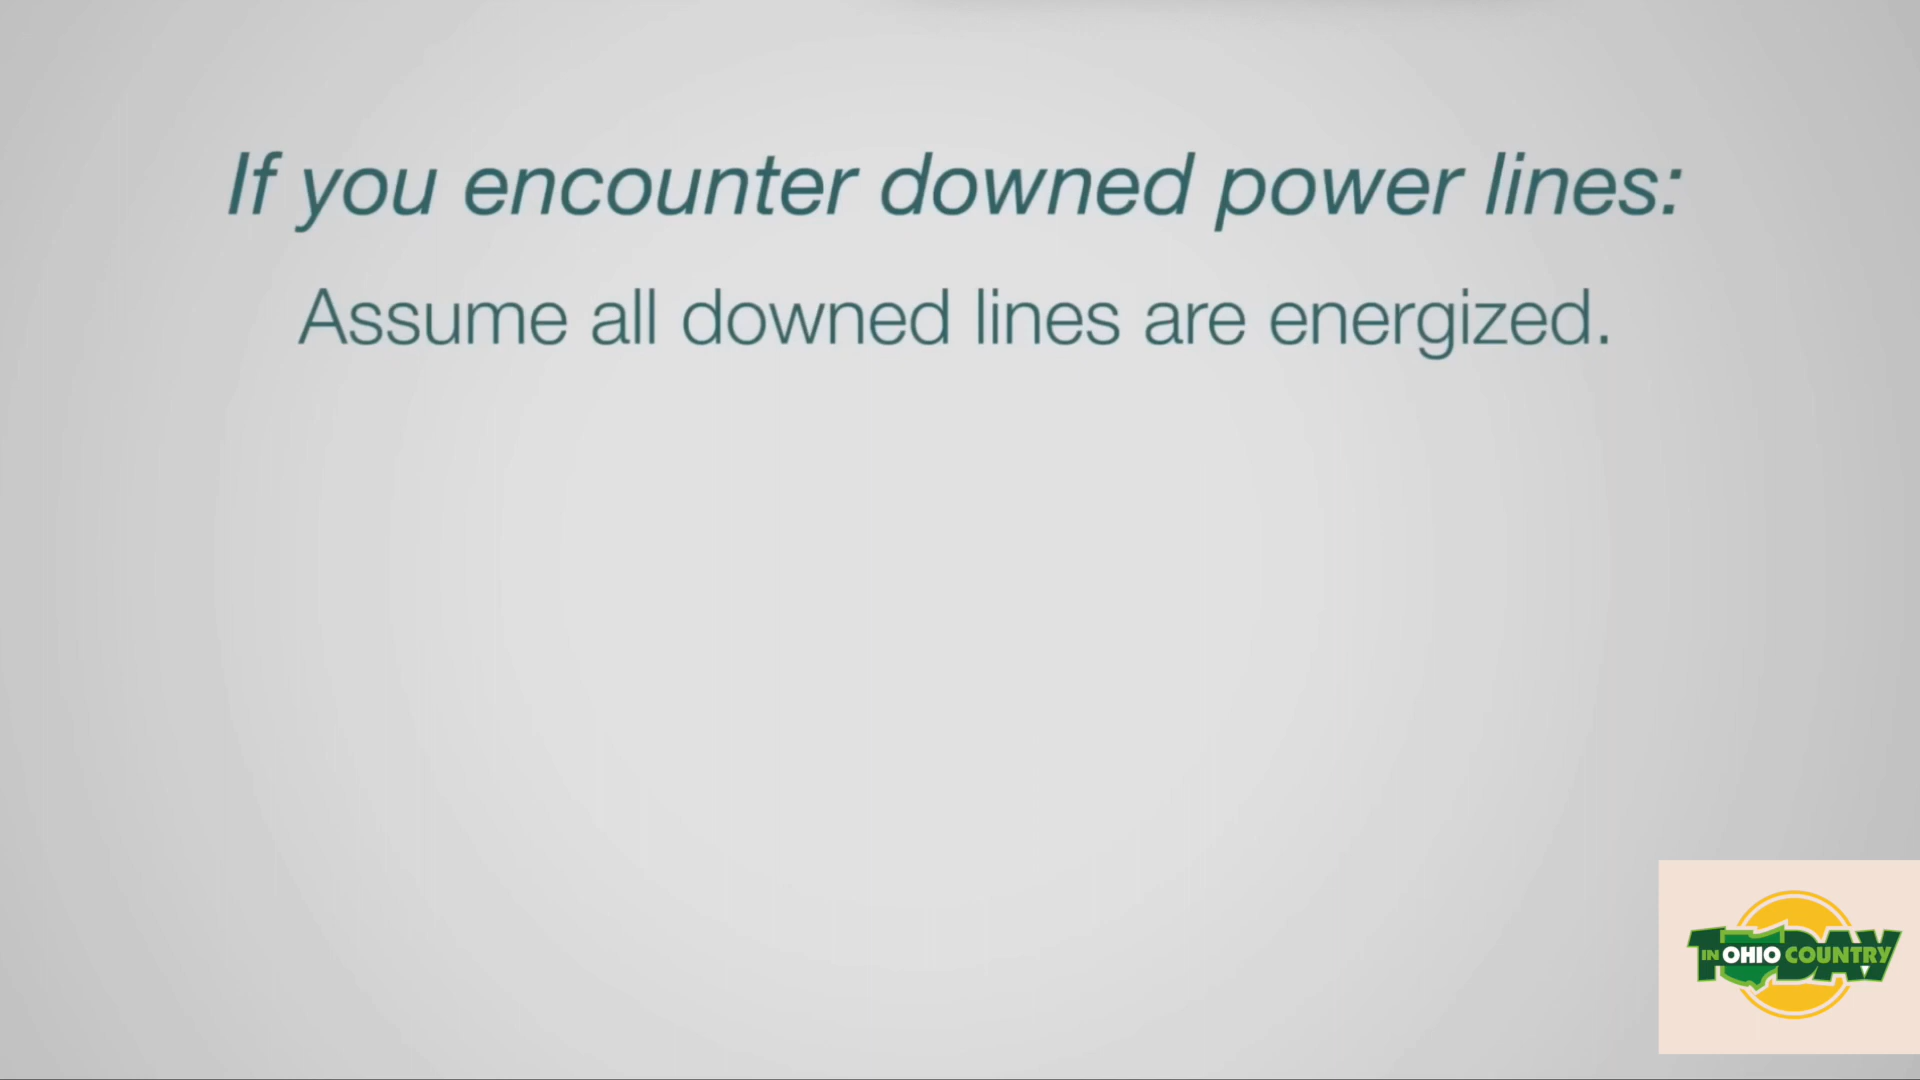 If you encounter downed power lines:
Assume all downed lines are energized.
TODAY
IN OHIO COUNTRY